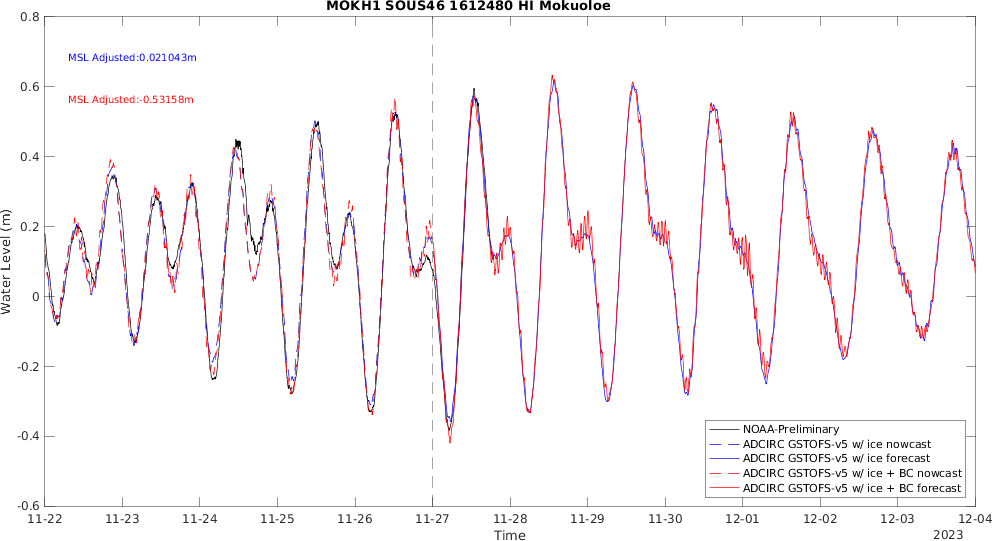 MOKH1 SOUS46 1612480 HI Mokuoloe
0.8
MSL Adjusted:0.021043m
0.6
MSL Adjusted:-0.53158m
0.4
0.2
Water Level (m)
0
-0.2
-0.4
NOAA-Preliminary
ADCIRC GSTOFS-v5 w/ ice nowcast
ADCIRC GSTOFS-v5 w/ ice forecast
ADCIRC GSTOFS-v5 w/ ice + BC nowcast
ADCIRC GSTOFS-v5 w/ ice + BC forecast
-0.6
11-22 11-23 11-24 11-25 11-26 11-27 11-28 11-29 11-30 12-01 12-02 12-03 12-04
Time
2023